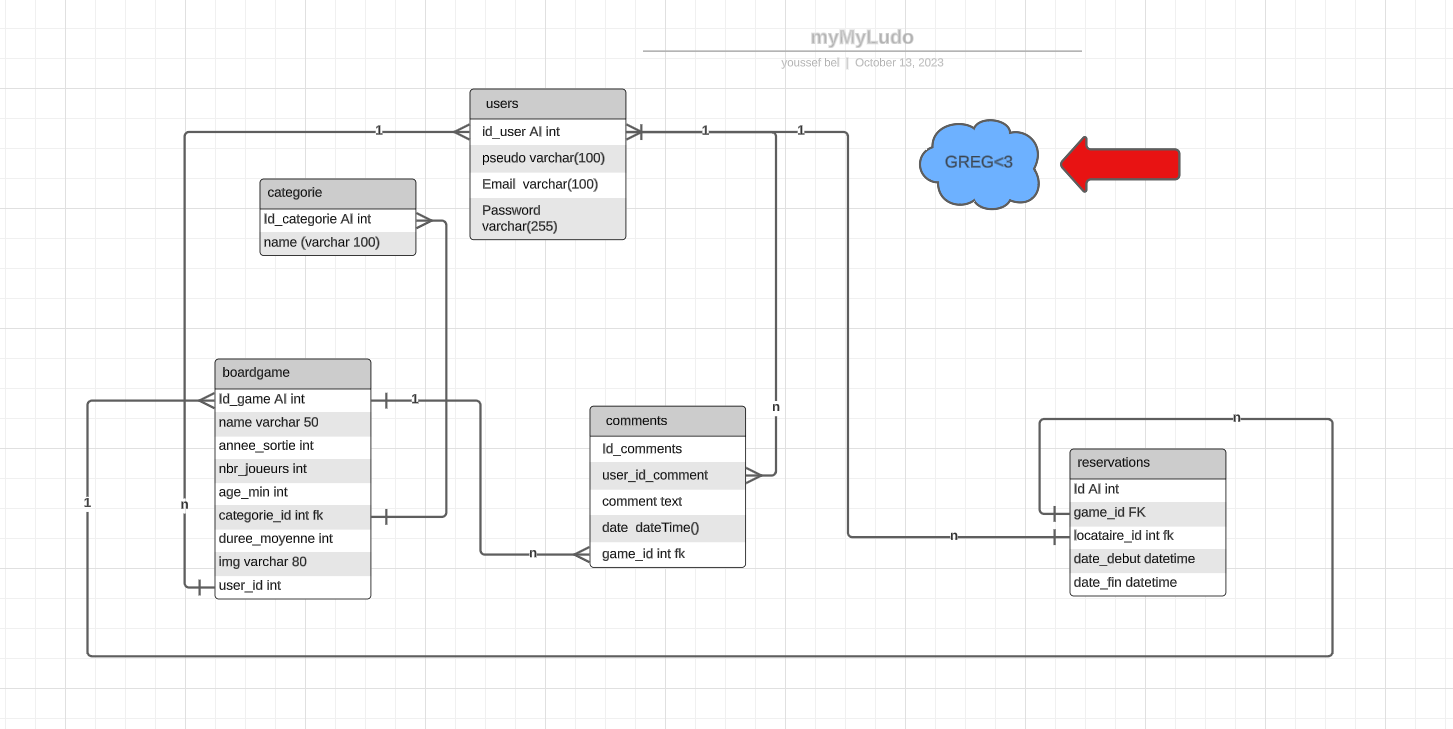 myMyLudo
youssef bel | October 13, 2023
users
id_user AI int
pseudo varchar(100)
Email varchar(100)
Password
varchar(255)
1
1
1
GREG<3
categorie
Id_categorie AI int
name (varchar 100)
boardgame
Id_game AI int
name varchar 50
annee_sortie int
nbr_joueurs int
age_min int
categorie_id int fk
duree_moyenne int
img varchar 80
user_id int
1
n
1
n
comments
Id_comments
user_id_comment
comment text
date dateTime()
game_id int fk
n
n
n
reservations
Id AI int
game_id FK
locataire_id int fk
date_debut datetime
date_fin datetime